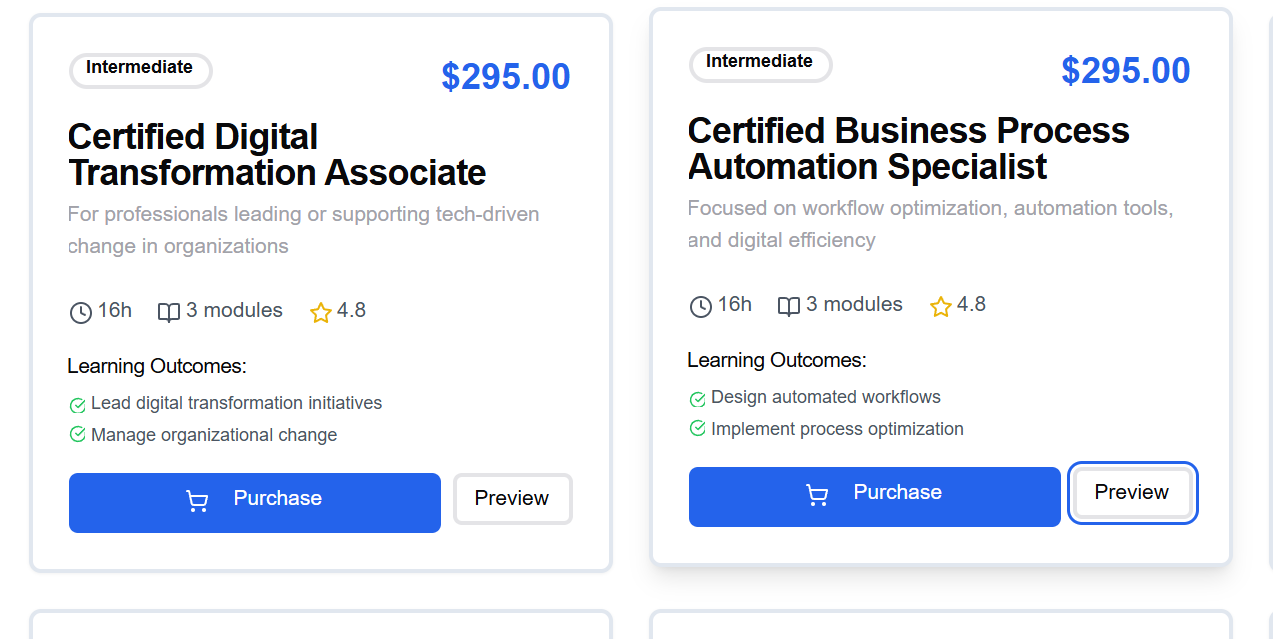 Intermediate
$295.00
Certified Digital
Transformation Associate
For professionals leading or supporting tech-driven
change in organizations
16h 3 modules 4.8
Learning Outcomes:
Lead digital transformation initiatives
Manage organizational change
Purchase Preview
Intermediate
$295.00
Certified Business Process
Automation Specialist
Focused on workflow optimization, automation tools,
and digital efficiency
16h 3 modules 4.8
Learning Outcomes:
Design automated workflows
Implement process optimization
Purchase Preview